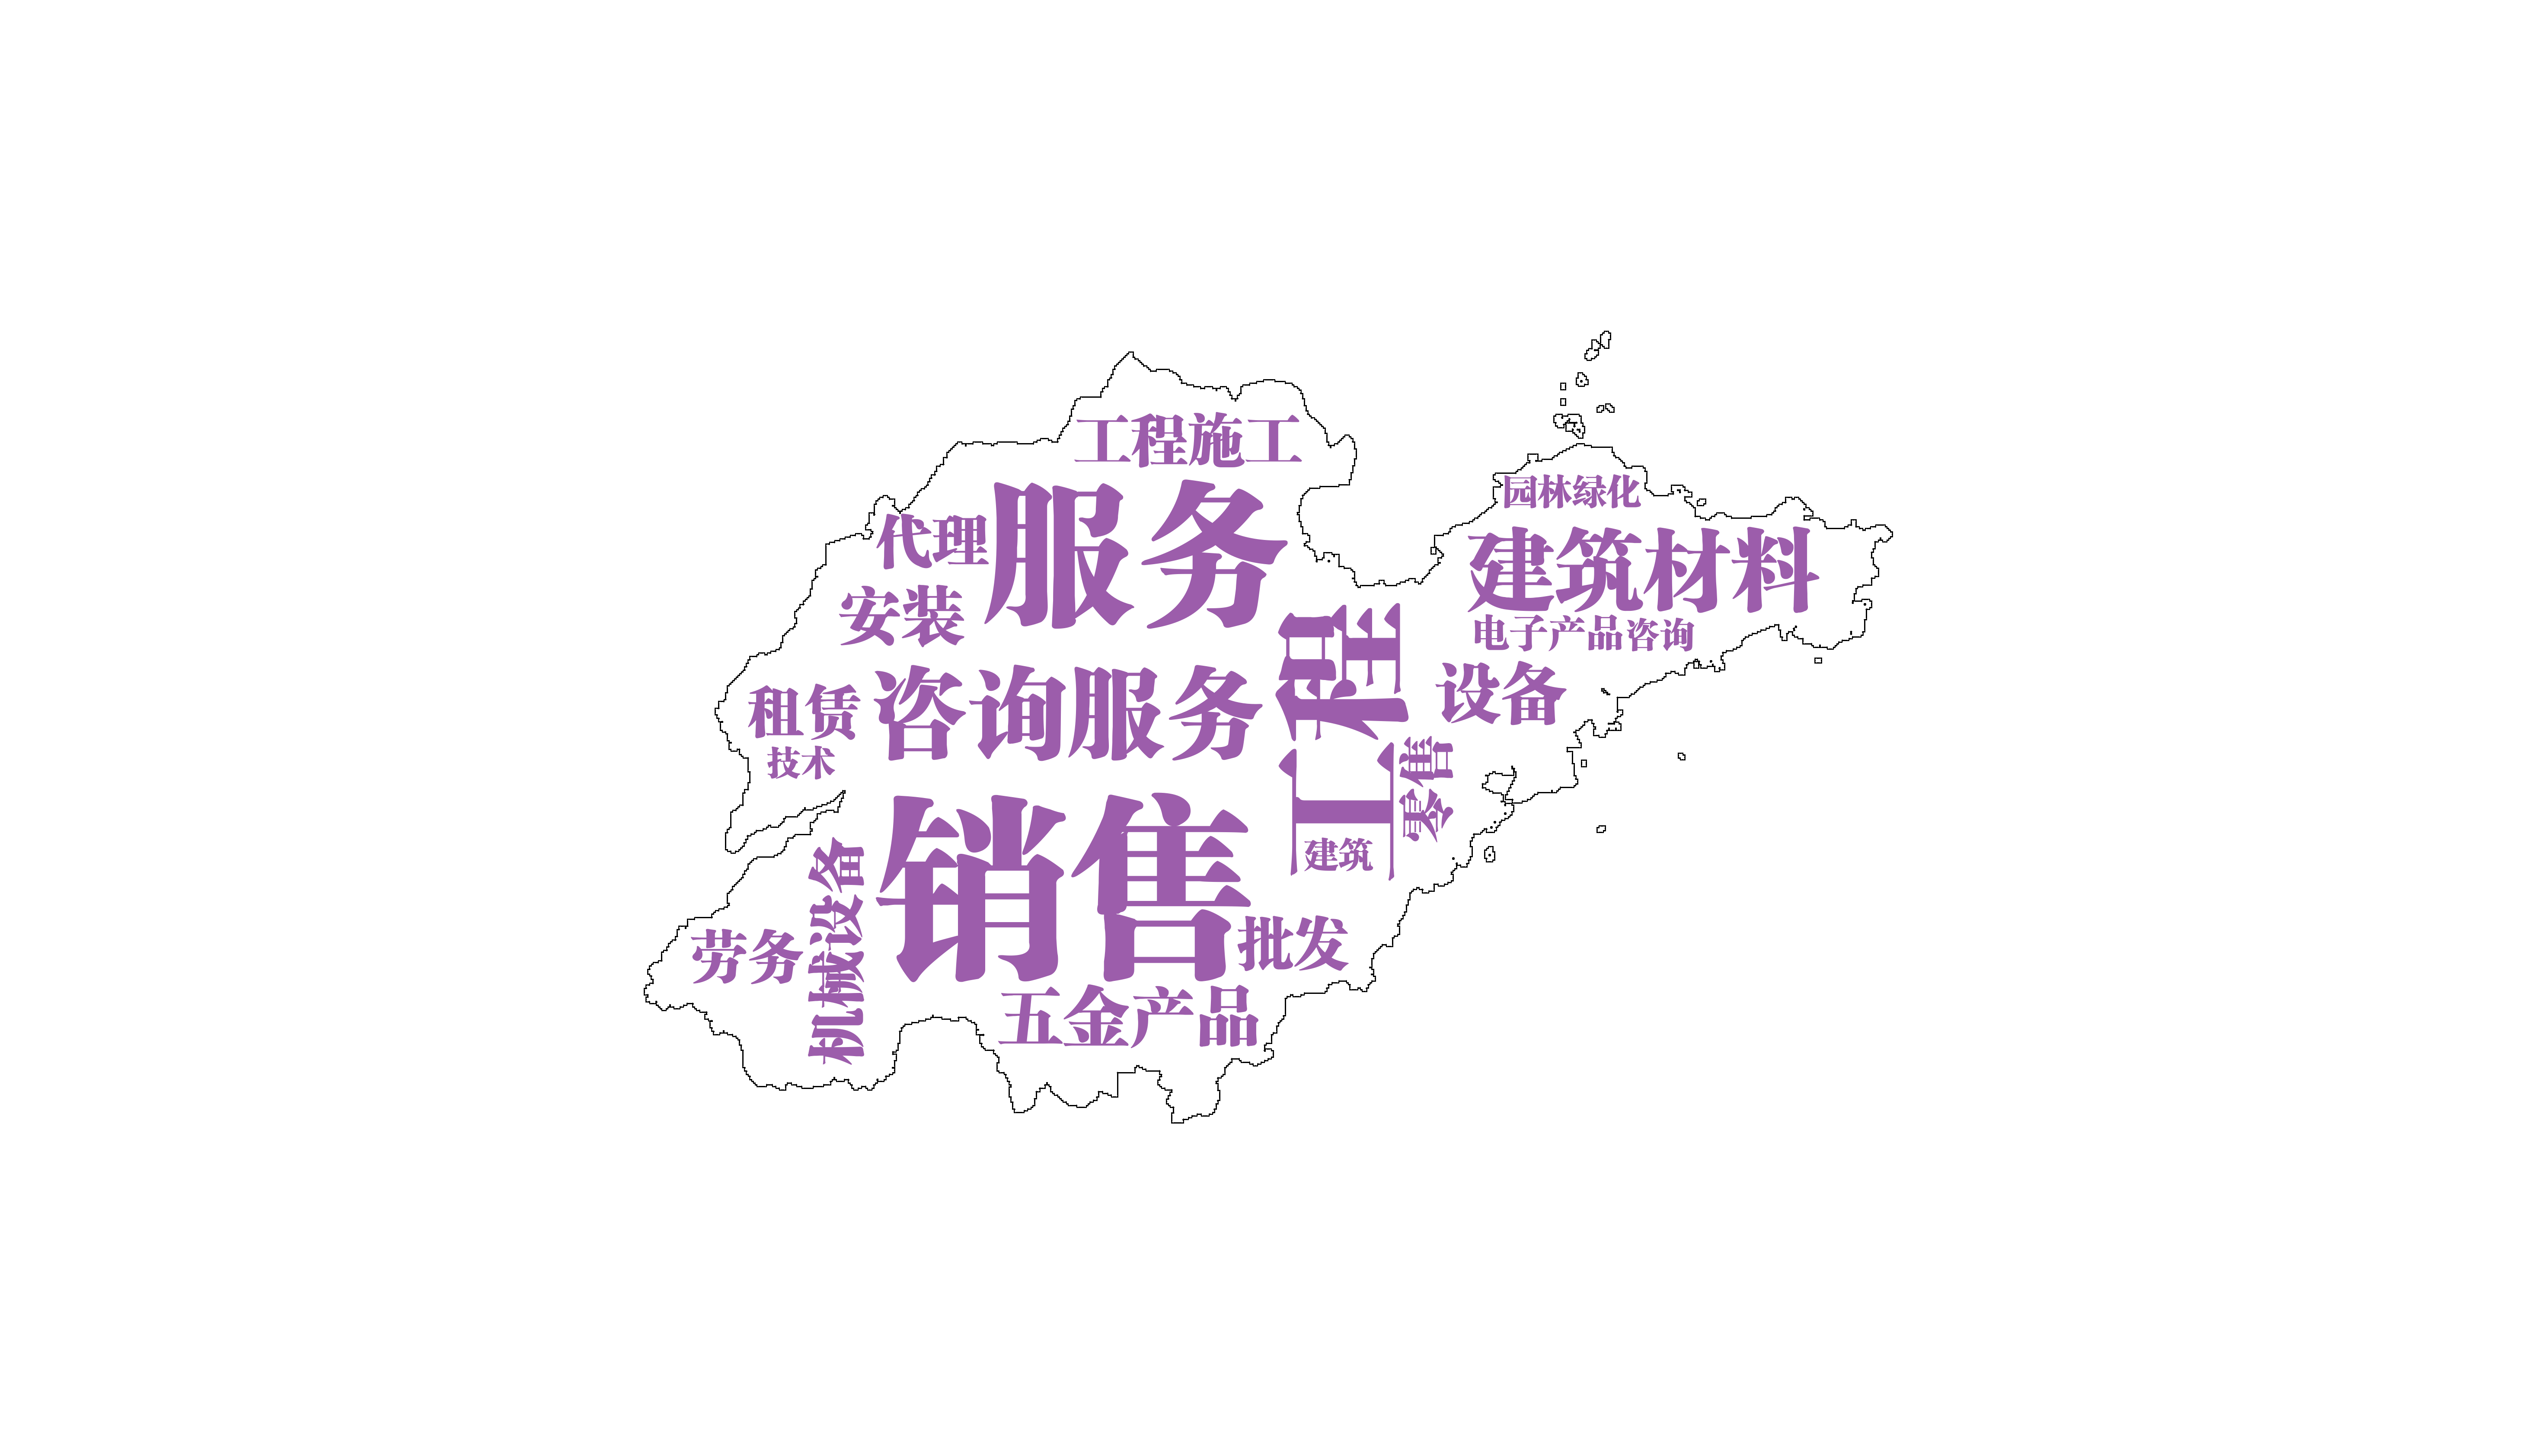 工程施工
服务
代理
安装
园林绿化
建筑材料
电子产品
咨询
工程
设备
咨询服务
租赁
技术
零售
销售
建筑
机械设备
批发
劳务
五金产品